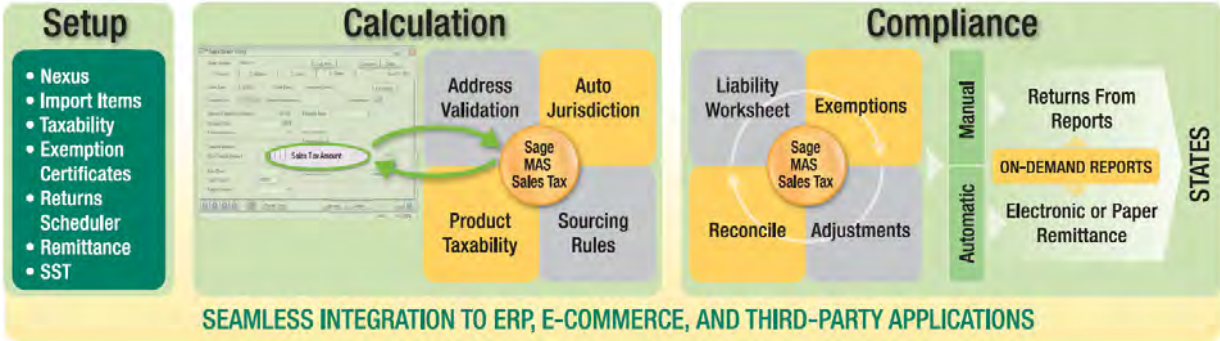 Setup
• Nexus
• Import Items
• Taxability
• Exemption
Certificates
• Returns
Scheduler
• Remittance
• SST
Calculation
Sales Tax Amount
Address
Validation
Auto
Jurisdiction
Sage
MAS
Sales Tax
Product
Taxability
Sourcing
Rules
Compliance
Liability
Worksheet
Exemptions
Sage
MAS
Sales Tax
Reconcile
Adjustments
Manual
Automatic
Returns From
Reports
ON-DEMAND REPORTS
Electronic or Paper
Remittance
STATES
SEAMLESS INTEGRATION TO ERP, E-COMMERCE, AND THIRD-PARTY APPLICATIONS